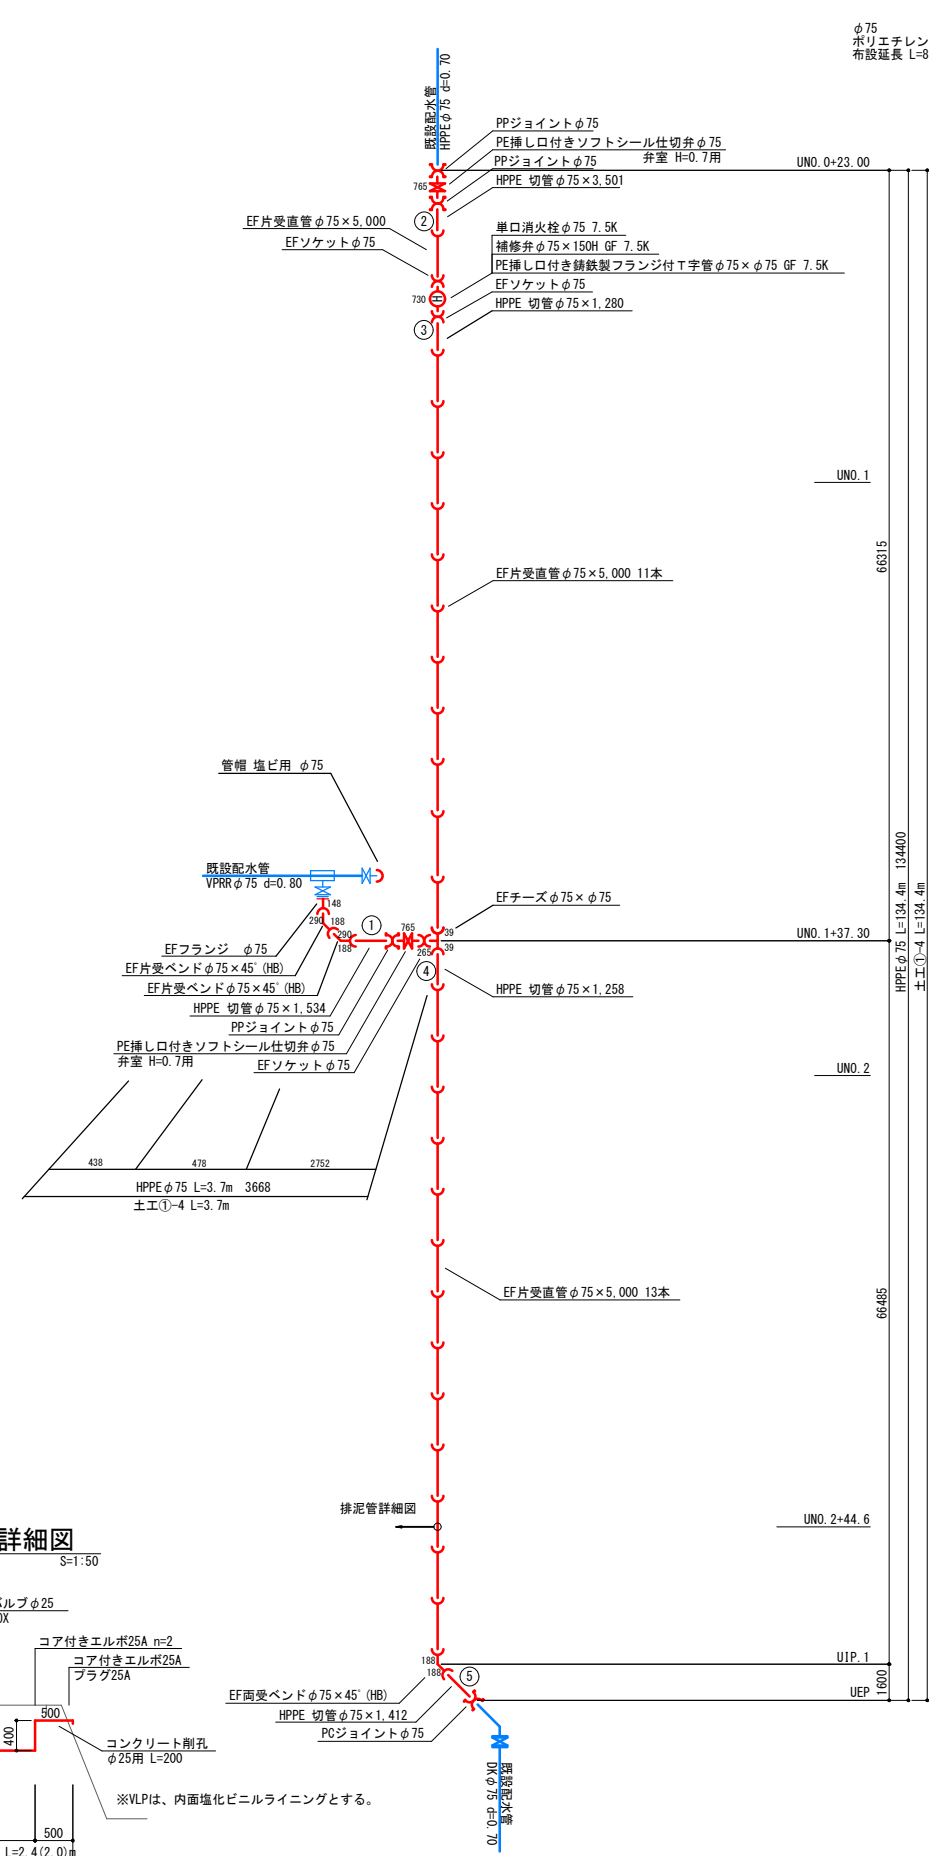 φ75
ポリエチレン
布設延長 L=8
既設配水管
HPPEφ75 d=0.70
PPジョイントφ75
PE挿し口付きソフトシール仕切弁φ75
弁室 H=0.7用
PPジョイントφ75
HPPE 切管φ75×3,501
UNO.0+23.00
765
②
EF片受直管φ75×5,000
EFソケットφ75
単口消火栓φ75 7.5K
補修弁φ75×150H GF 7.5K
PE挿し口付き鋳鉄製フランジ付T字管φ75×φ75 GF 7.5K
EFソケットφ75
HPPE 切管φ75×1,280
730
H
③
UNO.1
66315
EF片受直管φ75×5,000 11本
管帽 塩ビ用 φ75
既設配水管
VPRRφ75 d=0.80
148
290
188
290
188
①
765
265
39
39
EFチーズφ75×φ75
UNO.1+37.30
HPPEφ75 L=134.4m 134400
土工①-4 L=134.4m
EFフランジ φ75
EF片受ベンドφ75×45°(HB)
EF片受ベンドφ75×45°(HB)
HPPE 切管φ75×1,534
PPジョイントφ75
PE挿し口付きソフトシール仕切弁φ75
弁室 H=0.7用
EFソケットφ75
④
HPPE 切管φ75×1,258
UNO.2
438
478
2752
HPPEφ75 L=3.7m 3668
土工①-4 L=3.7m
EF片受直管φ75×5,000 13本
66485
排泥管詳細図
UNO.2+44.6
詳細図
S=1:50
バルブφ25
OX
コア付きエルボ25A n=2
コア付きエルボ25A
プラグ25A
500
400
コンクリート削孔
φ25用 L=200
※VLPは、内面塩化ビニルライニングとする。
500
L=2.4(2.0)m
188
188
⑤
UIP.1
1600
UEP
EF両受ベンドφ75×45°(HB)
HPPE 切管φ75×1,412
PCジョイントφ75
既設配水管
DKφ75 d=0.70